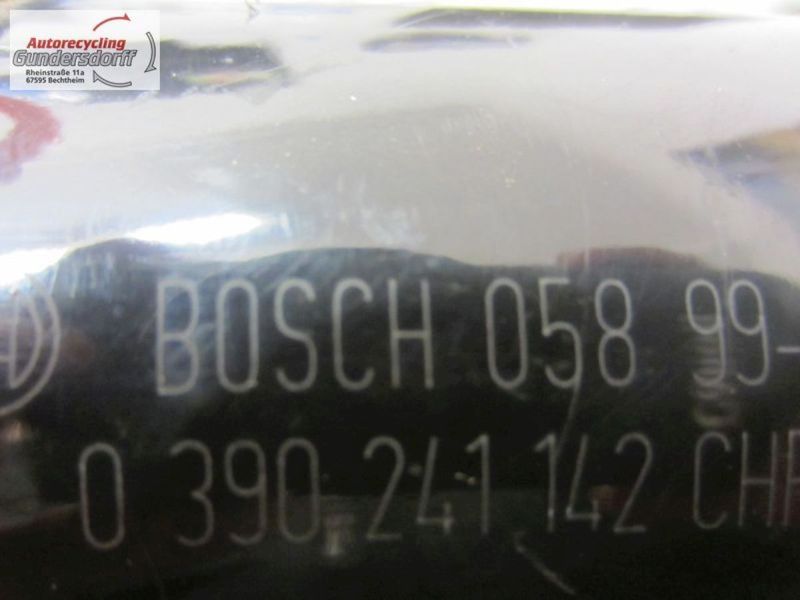 Autorecycling
Gundersdorff
Rheinstraße 11a
67595 Bechtheim
BOSCH 058 99-
0 390 241 142 CH